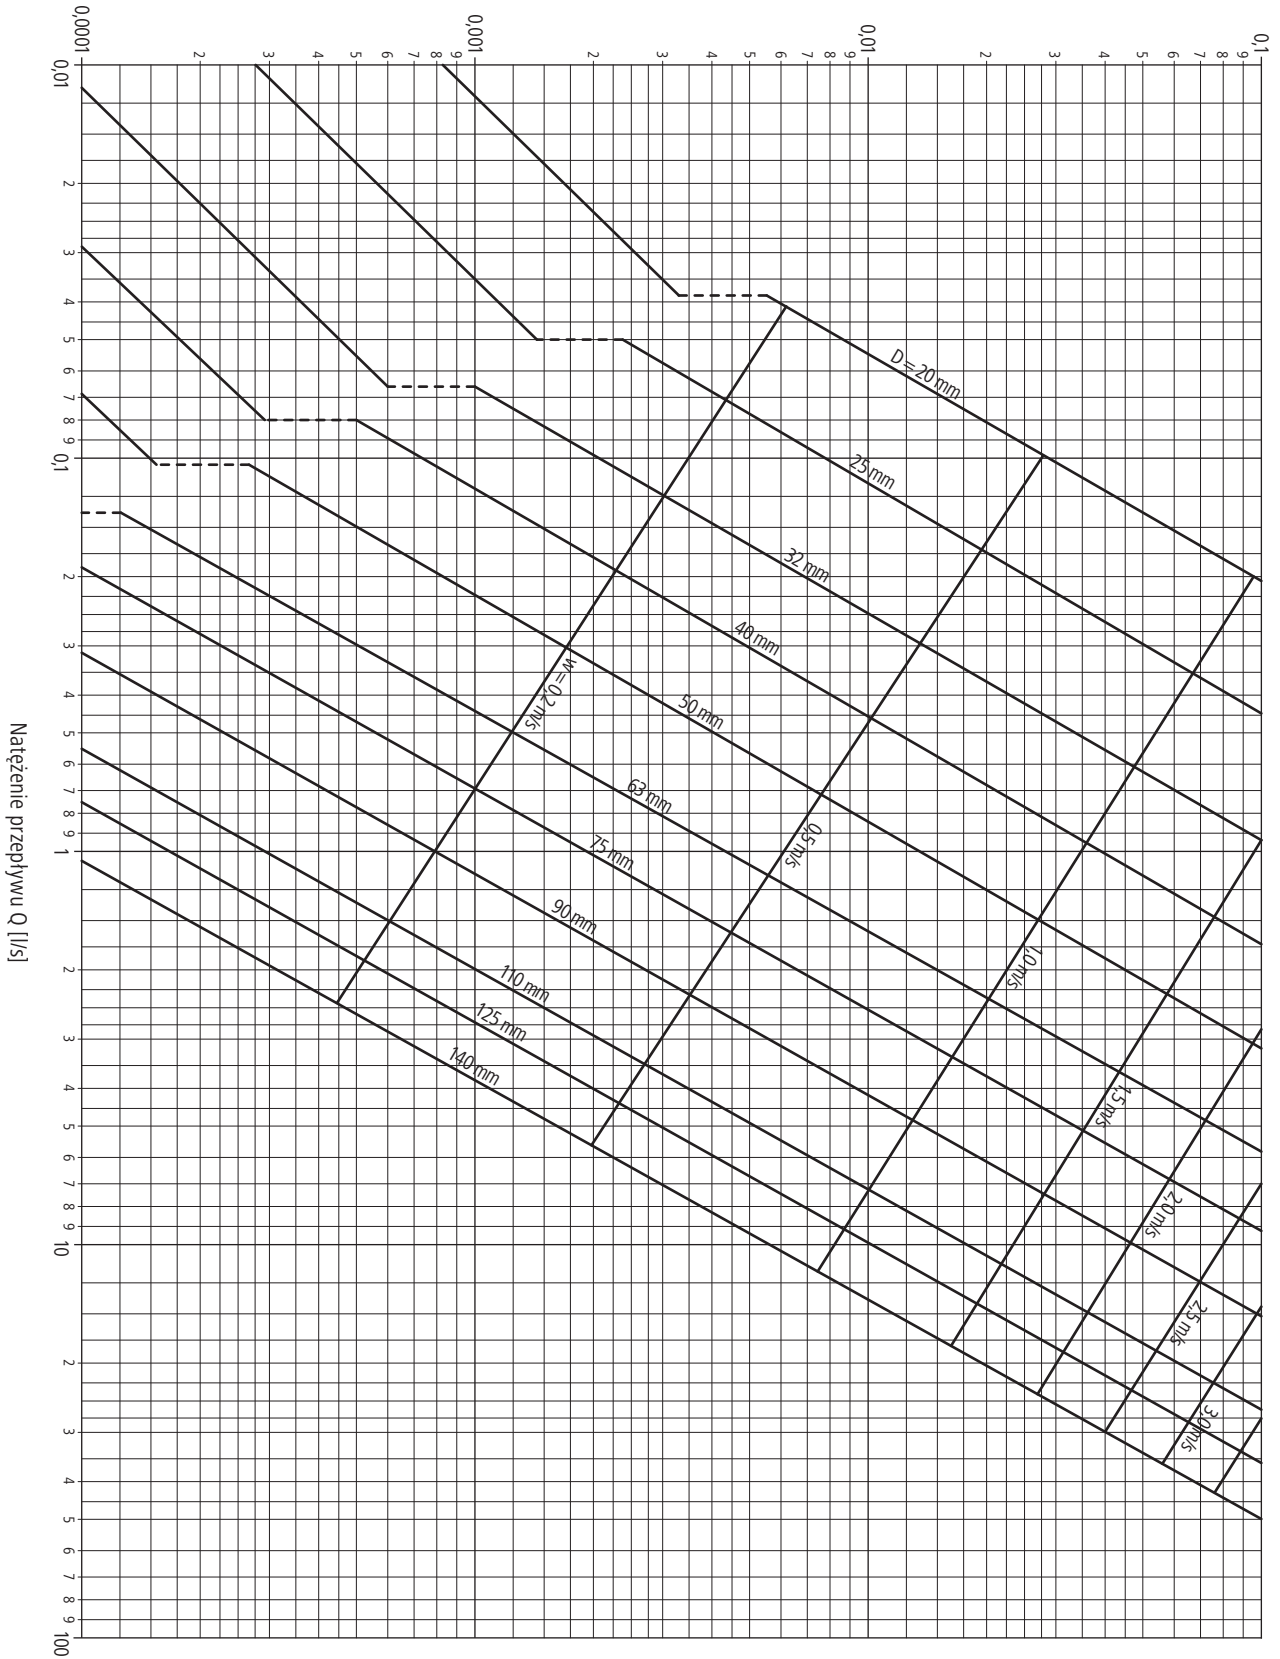 0,0001 2 3 4 5 6 7 8 9 0,001 2 3 4 5 6 7 8 9 0,01 2 3 4 5 6 7 8 9 0,1
0,01 2 3 4 5 6 7 8 9 0,1 2 3 4 5 6 7 8 9 1 2 3 4 5 6 7 8 9 10 2 3 4 5 6 7 8 9 100
Natężenie przepływu Q [l/s]
D = 20 mm
25 mm
32 mm
40 mm
50 mm
63 mm
75 mm
90 mm
110 mm
125 mm
140 mm
w = 0,2 m/s
0,5 m/s
1,0 m/s
1,5 m/s
2,0 m/s
2,5 m/s
3,0 m/s